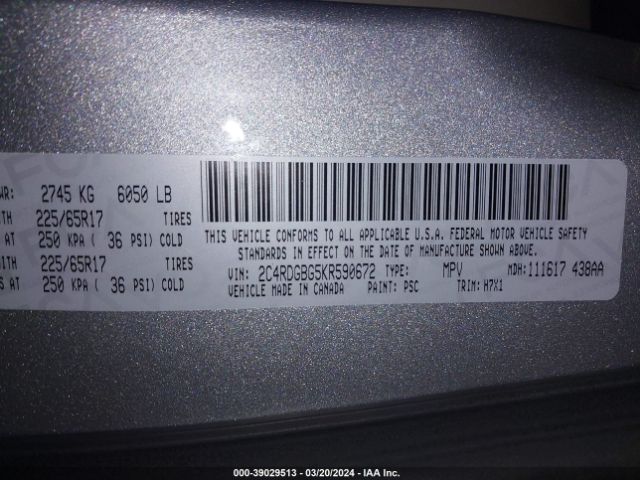 WR: 2745 KG 6050 LB
TH 225/65R17 TIRES
AT 250 KPA ( 36 PSI) COLD
ITH 225/65R17 TIRES
S AT 250 KPA ( 36 PSI) COLD
THIS VEHICLE CONFORMS TO ALL APPLICABLE U.S.A. FEDERAL MOTOR VEHICLE SAFETY
STANDARDS IN EFFECT ON THE DATE OF MANUFACTURE SHOWN ABOVE.
VIN: 2C4RDGBG5KR590672 TYPE: MPV MDH: 111617 438AA
VEHICLE MADE IN CANADA PAINT: PSC TRIM: H7X1
000-39029513 - 03/20/2024 - IAA Inc.